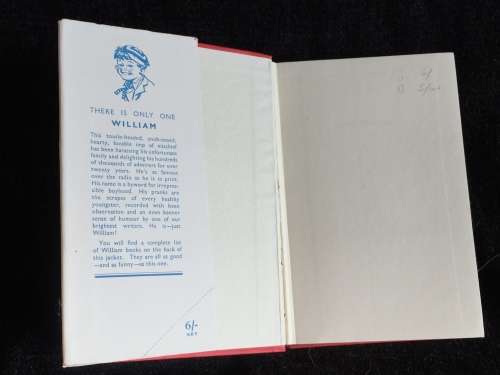 THERE IS ONLY ONE
WILLIAM
This tousle-headed, snub-nosed,
hearty, lovable imp of mischief
has been harassing his unfortunate
family and delighting his hundreds
of thousands of admirers for over
twenty years. He's as famous
over the radio as he is in print.
His name is a byword for irrepres-
sible boyhood. His pranks are
the scrapes of every healthy
youngster, recorded with keen
observation and an even keener
sense of humour by one of our
brightest writers. He is—just
William!
You will find a complete list
of William books on the back of
this jacket. They are all as good
—and as funny—as this one.
6/-
NET
6/